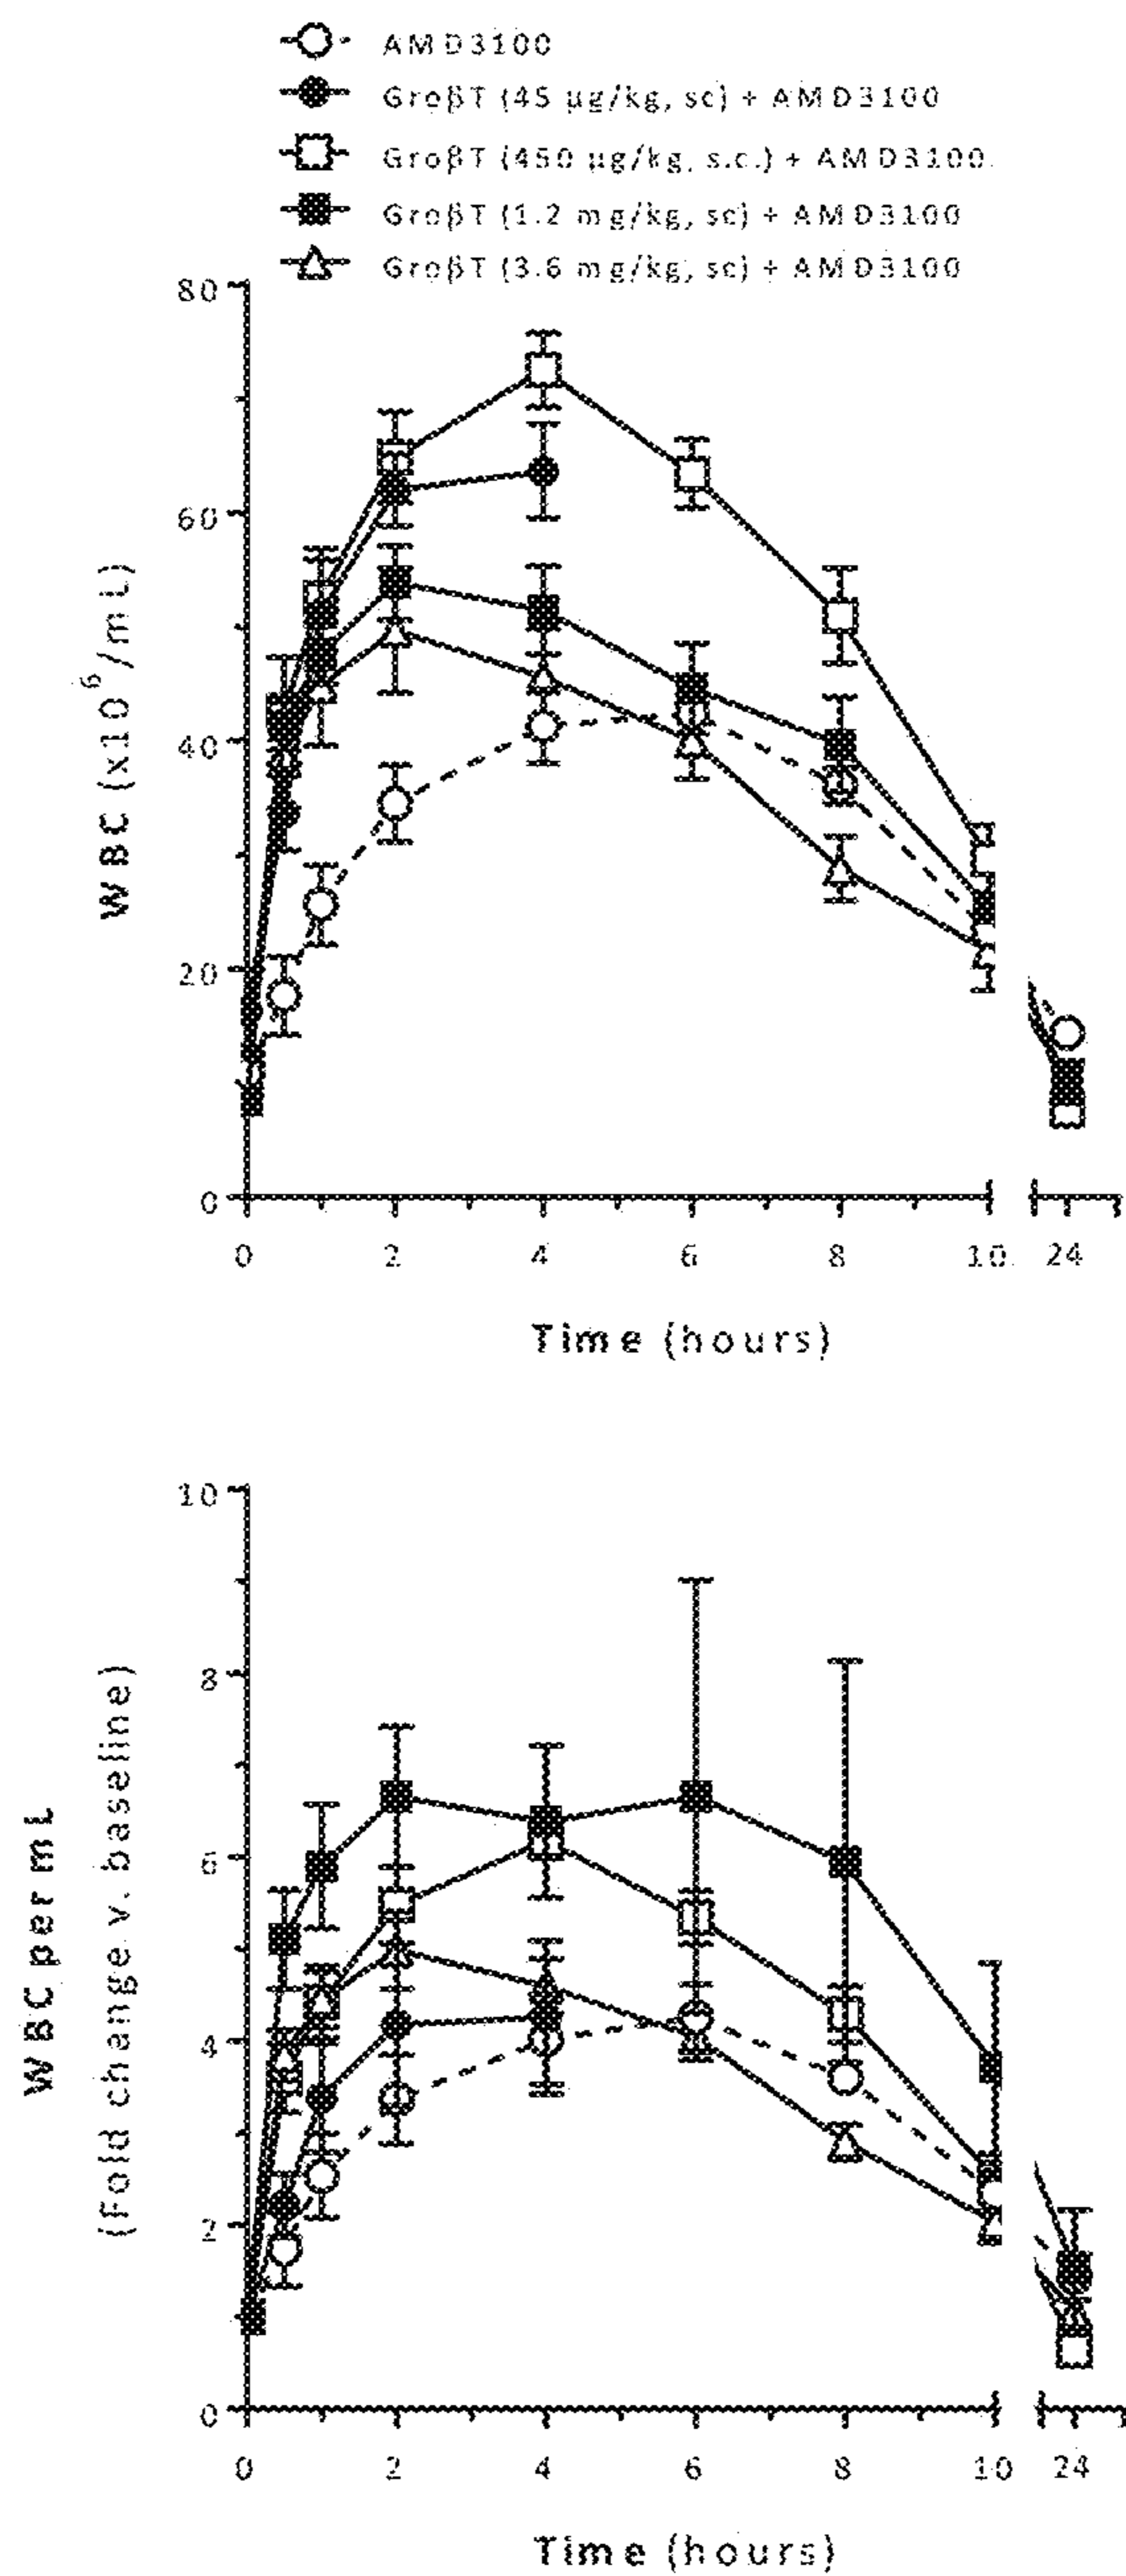 AMD3100
GroβT (45 μg/kg, sc) + AMD3100
GroβT (450 μg/kg, s.c.) + AMD3100
GroβT (1.2 mg/kg, sc) + AMD3100
GroβT (3.6 mg/kg, sc) + AMD3100
80
60
40
20
0
WBC (x10⁶/mL)
0 2 4 6 8 10 24
Time (hours)
10
8
6
4
2
0
WBC per mL
(Fold change v. baseline)
0 2 4 6 8 10 24
Time (hours)